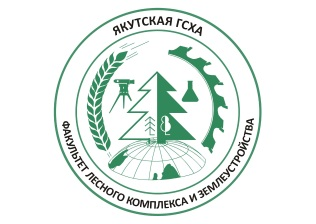 ЯКУТСКАЯ ГСХА
ФАКУЛЬТЕТ ЛЕСНОГО КОМПЛЕКСА И ЗЕМЛЕУСТРОЙСТВА